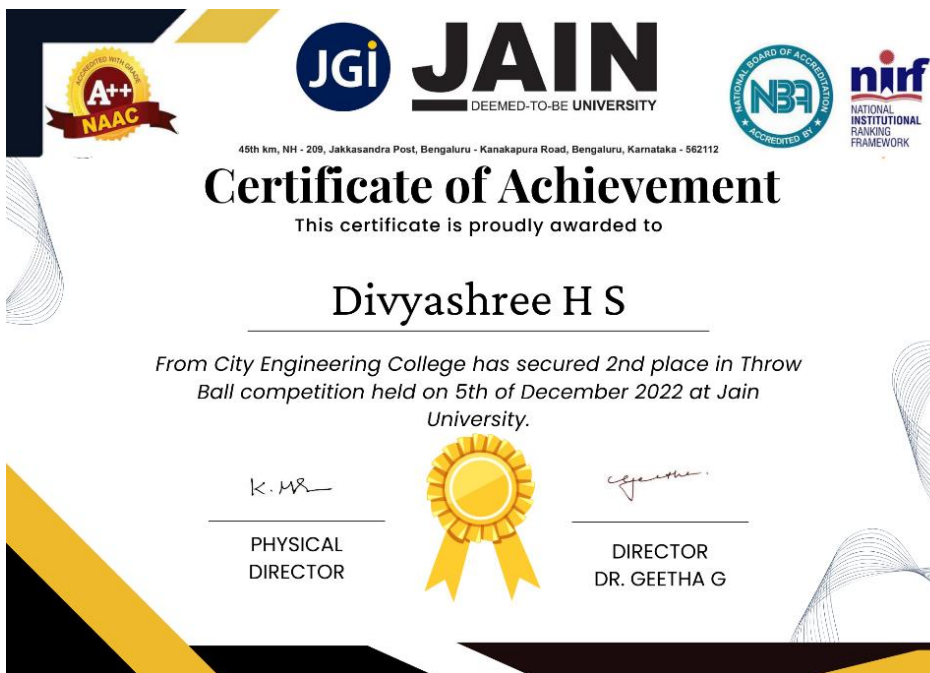 ACCREDITED WITH GRADE
A++
NAAC
JGi
JAIN
DEEMED-TO-BE UNIVERSITY
NATIONAL BOARD OF ACCREDITATION
NBA
ACCREDITED BY
nirf
NATIONAL
INSTITUTIONAL
RANKING
FRAMEWORK
45th km, NH - 209, Jakkasandra Post, Bengaluru - Kanakapura Road, Bengaluru, Karnataka - 562112
Certificate of Achievement
This certificate is proudly awarded to
Divyashree H S
From City Engineering College has secured 2nd place in Throw
Ball competition held on 5th of December 2022 at Jain
University.
Geetha.
PHYSICAL
DIRECTOR
DIRECTOR
DR. GEETHA G